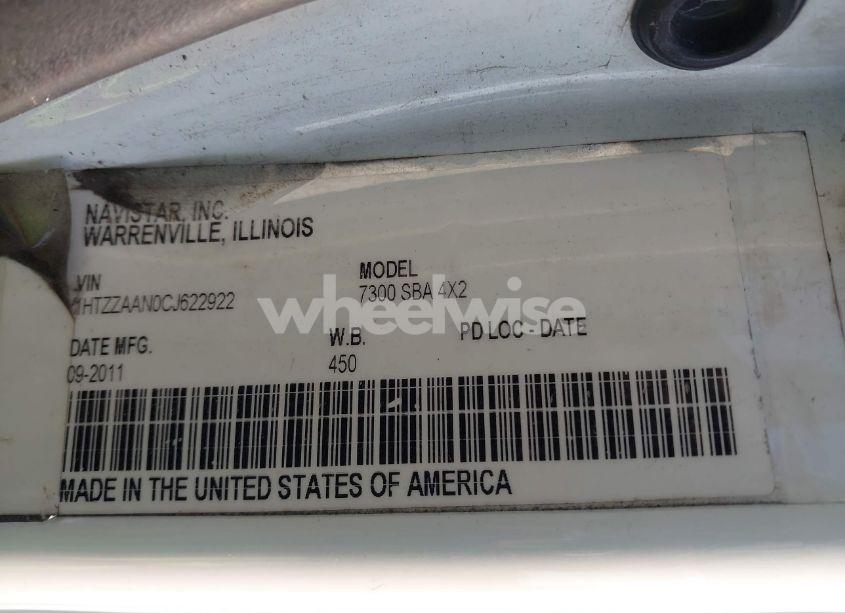 NAVISTAR, INC.
WARRENVILLE, ILLINOIS
VIN
1HTZZAAN0CJ622922
MODEL
7300 SBA 4X2
wheelwise
DATE MFG.
09-2011
W.B.
450
PD LOC - DATE
MADE IN THE UNITED STATES OF AMERICA